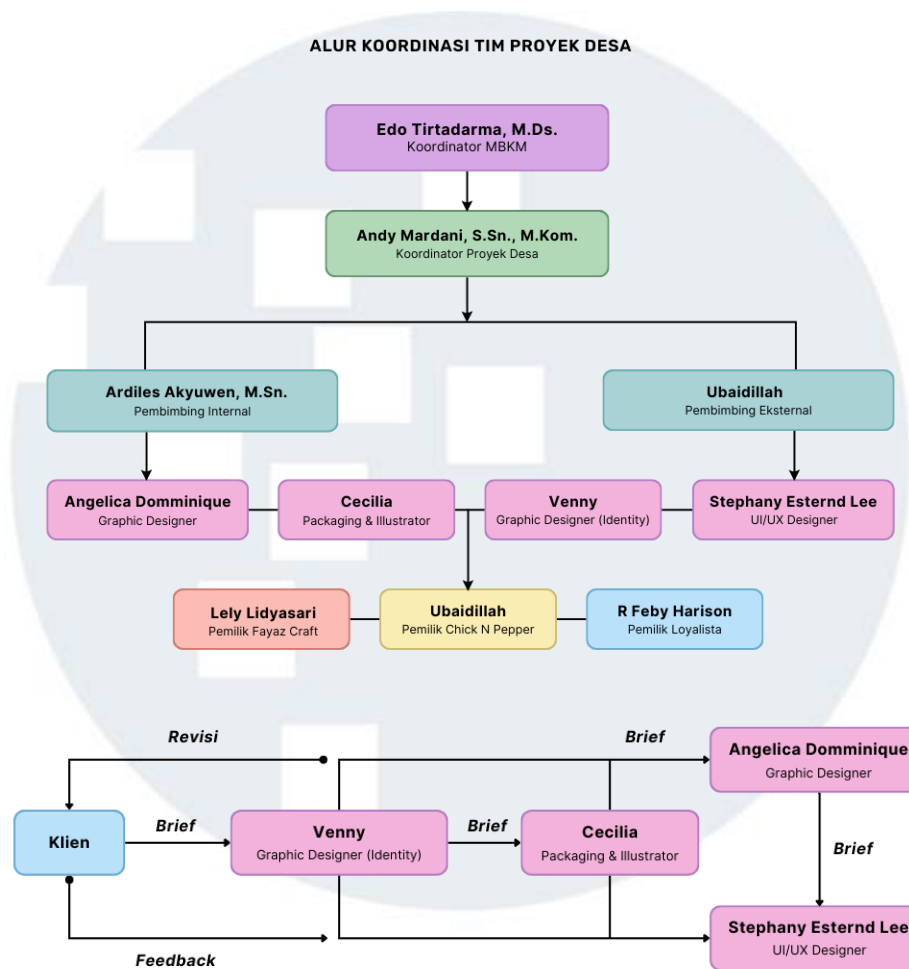 ALUR KOORDINASI TIM PROYEK DESA
Edo Tirtadarma, M.Ds.
Koordinator MBKM
Andy Mardani, S.Sn., M.Kom.
Koordinator Proyek Desa
Ardiles Akyuwen, M.Sn.
Pembimbing Internal
Ubaidillah
Pembimbing Eksternal
Angelica Domminique
Graphic Designer
Cecilia
Packaging & Illustrator
Venny
Graphic Designer (Identity)
Stephany Esternd Lee
UI/UX Designer
Lely Lidyasari
Pemilik Fayaz Craft
Ubaidillah
Pemilik Chick N Pepper
R Feby Harison
Pemilik Loyalista
Revisi
Brief
Angelica Domminique
Graphic Designer
Klien
Brief
Venny
Graphic Designer (Identity)
Brief
Cecilia
Packaging & Illustrator
Brief
Feedback
Stephany Esternd Lee
UI/UX Designer